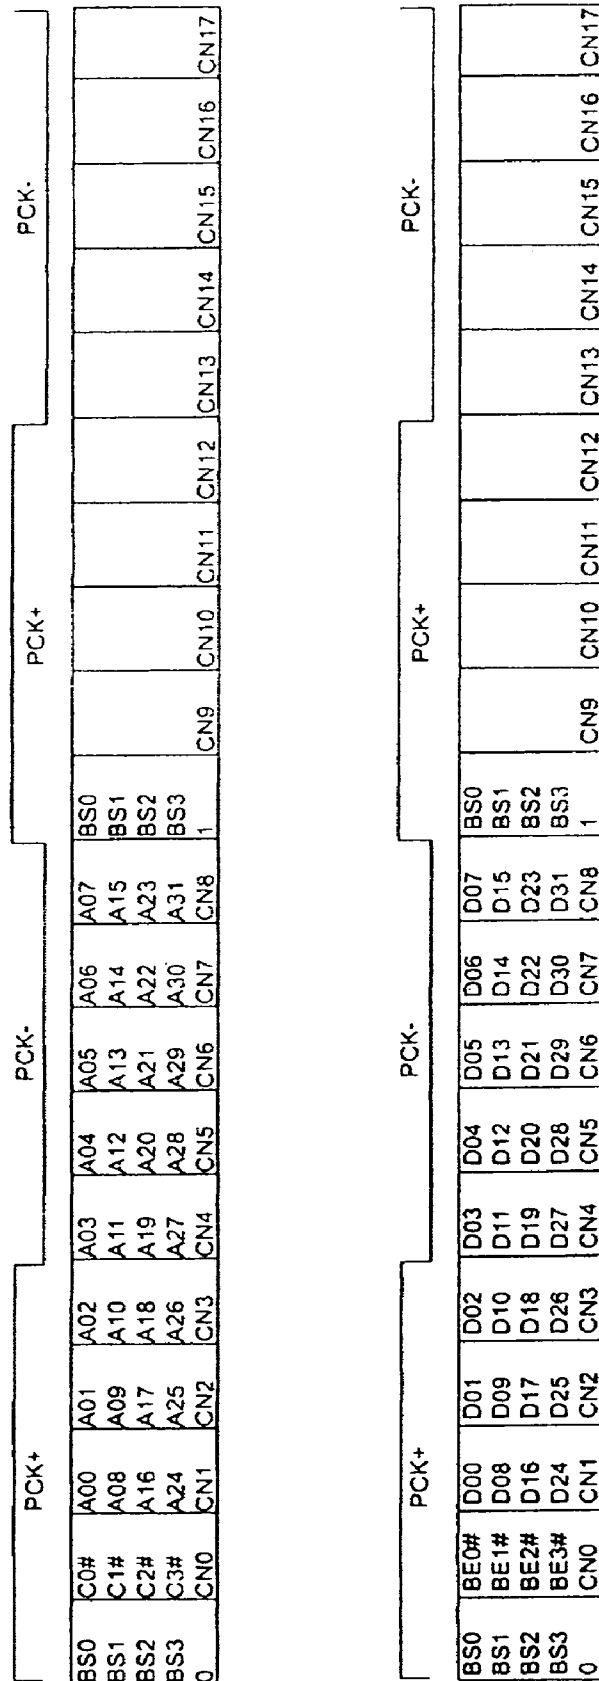 PCK+ PCK- PCK+ PCK-
BS0 C0# A00 A01 A02 A03 A04 A05 A06 A07 BS0
BS1 C1# A08 A09 A10 A11 A12 A13 A14 A15 BS1
BS2 C2# A16 A17 A18 A19 A20 A21 A22 A23 BS2
BS3 C3# A24 A25 A26 A27 A28 A29 A30 A31 BS3
0 CN0 CN1 CN2 CN3 CN4 CN5 CN6 CN7 CN8 1 CN9 CN10 CN11 CN12 CN13 CN14 CN15 CN16 CN17
PCK+ PCK- PCK+ PCK-
BS0 BE0# D00 D01 D02 D03 D04 D05 D06 D07 BS0
BS1 BE1# D08 D09 D10 D11 D12 D13 D14 D15 BS1
BS2 BE2# D16 D17 D18 D19 D20 D21 D22 D23 BS2
BS3 BE3# D24 D25 D26 D27 D28 D29 D30 D31 BS3
0 CN0 CN1 CN2 CN3 CN4 CN5 CN6 CN7 CN8 1 CN9 CN10 CN11 CN12 CN13 CN14 CN15 CN16 CN17